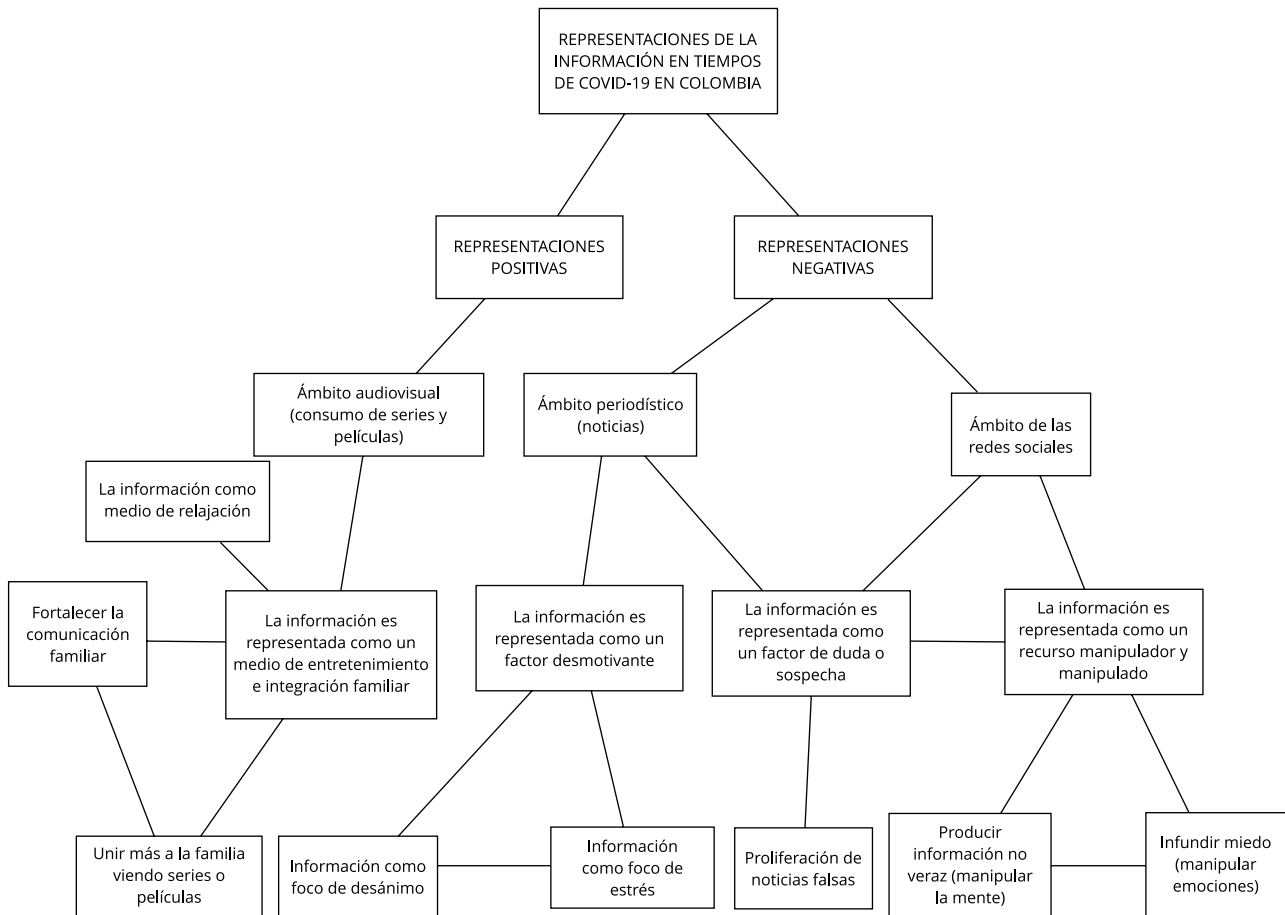 REPRESENTACIONES DE LA
INFORMACIÓN EN TIEMPOS
DE COVID-19 EN COLOMBIA
REPRESENTACIONES
POSITIVAS
REPRESENTACIONES
NEGATIVAS
Ámbito audiovisual
(consumo de series y
películas)
Ámbito periodístico
(noticias)
Ámbito de las
redes sociales
La información como
medio de relajación
Fortalecer la
comunicación
familiar
La información es
representada como un
medio de entretenimiento
e integración familiar
La información es
representada como un
factor desmotivante
La información es
representada como
un factor de duda o
sospecha
La información es
representada como un
recurso manipulador y
manipulado
Unir más a la familia
viendo series o
películas
Información como
foco de desánimo
Información
como foco de
estrés
Proliferación de
noticias falsas
Producir
información no
veraz (manipular
la mente)
Infundir miedo
(manipular
emociones)